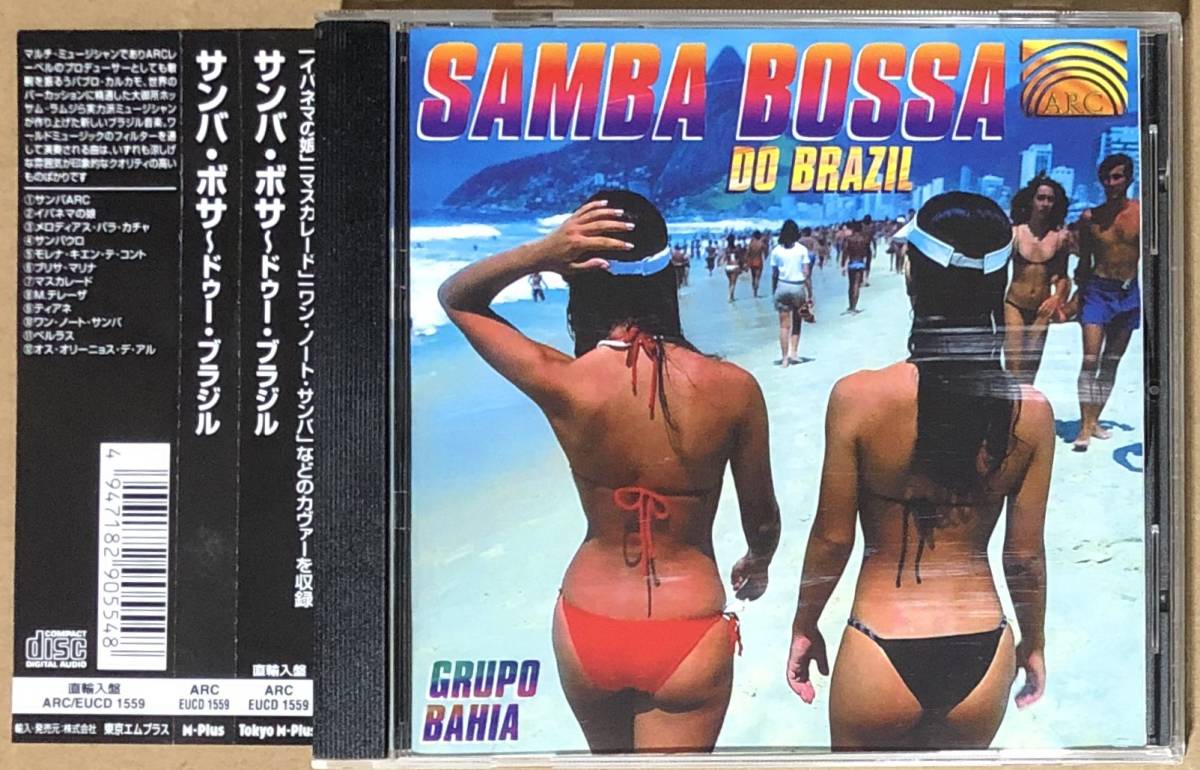 マルチ・ミュージシャンでありARCレ
ーベルのプロデューサーとしても敏
腕を振るうパブロ・カルカモ、世界の
パーカッションに精通した大御所ホッ
サム・ラムジら実力派ミュージシャン
が作り上げた新しいブラジル音楽。ワ
ールドミュージックのフィルターを通
して演奏される曲は、いずれも涼しげ
な雰囲気が印象的なクオリティの高い
ものばかりです
①サンバARC
②イパネマの娘
③メロディアス・パラ・カチャ
④サンパウロ
⑤モレナ・キエン・テ・コント
⑥ブリサ・マリナ
⑦マスカレード
⑧M.テレーザ
⑨ティアネ
⑩ワン・ノート・サンバ
⑪ペルラス
⑫オス・オリーニョス・デ・アル
4 947182 905548
COMPACT
disc
DIGITAL AUDIO
直輸入盤
ARC/EUCD 1559
輸入・発売元:株式会社 東京エムプラス
サンバ・ボサ〜ドゥー・ブラジル
ARC
EUCD 1559
M-Plus
サンバ・ボサ〜ドゥー・ブラジル
「イパネマの娘」「マスカレード」「ワン・ノート・サンバ」などのカヴァーを収録
直輸入盤
ARC
EUCD 1559
Tokyo M-Plus
SAMBA BOSSA
DO BRAZIL
ARC
GRUPO
BAHIA